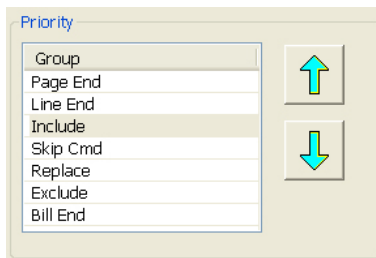 Priority
Group
Page End
Line End
Include
Skip Cmd
Replace
Exclude
Bill End